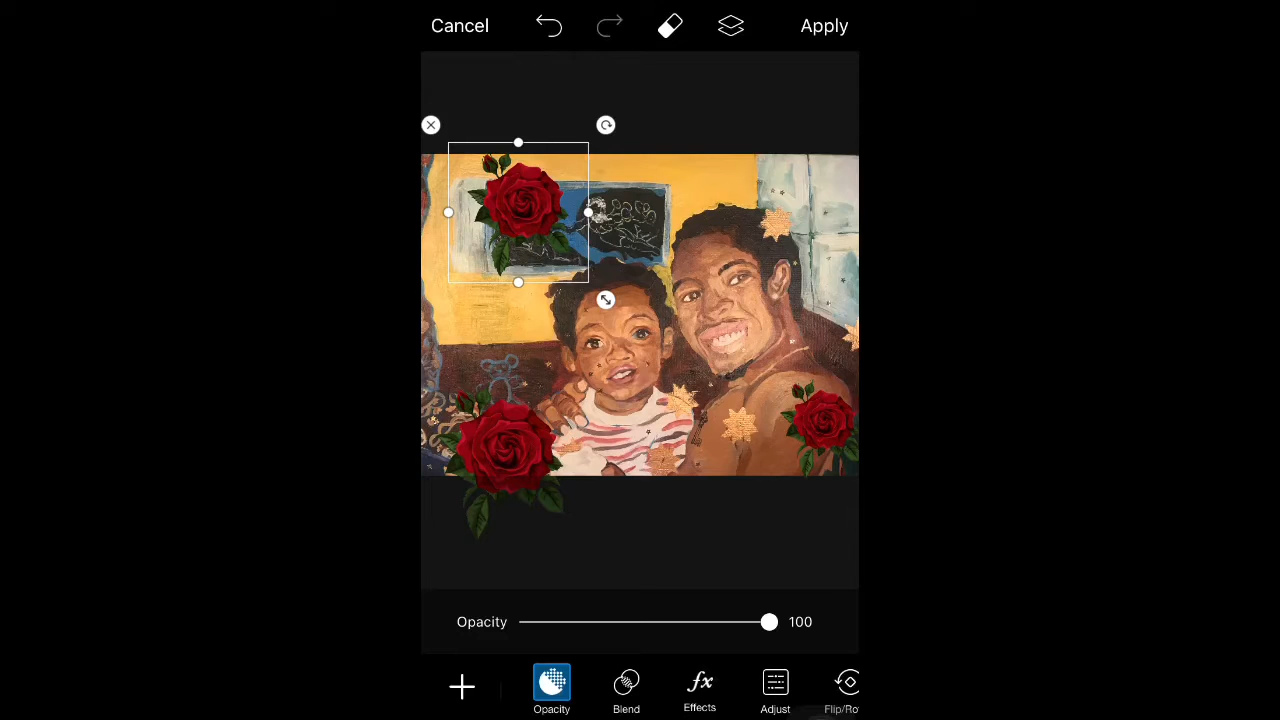 Cancel
Apply
Opacity 100
Opacity
Blend
Effects
Adjust
Flip/Ro